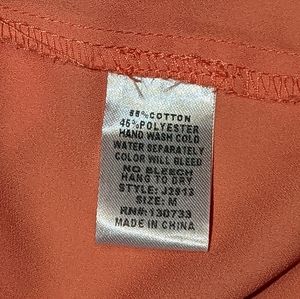 55%COTTON
45%POLYESTER
HAND WASH COLD
WATER SEPARATELY
COLOR WILL BLEED
NO BLEECH
HANG TO DRY
STYLE: J2913
SIZE: M
RN#:130733
MADE IN CHINA